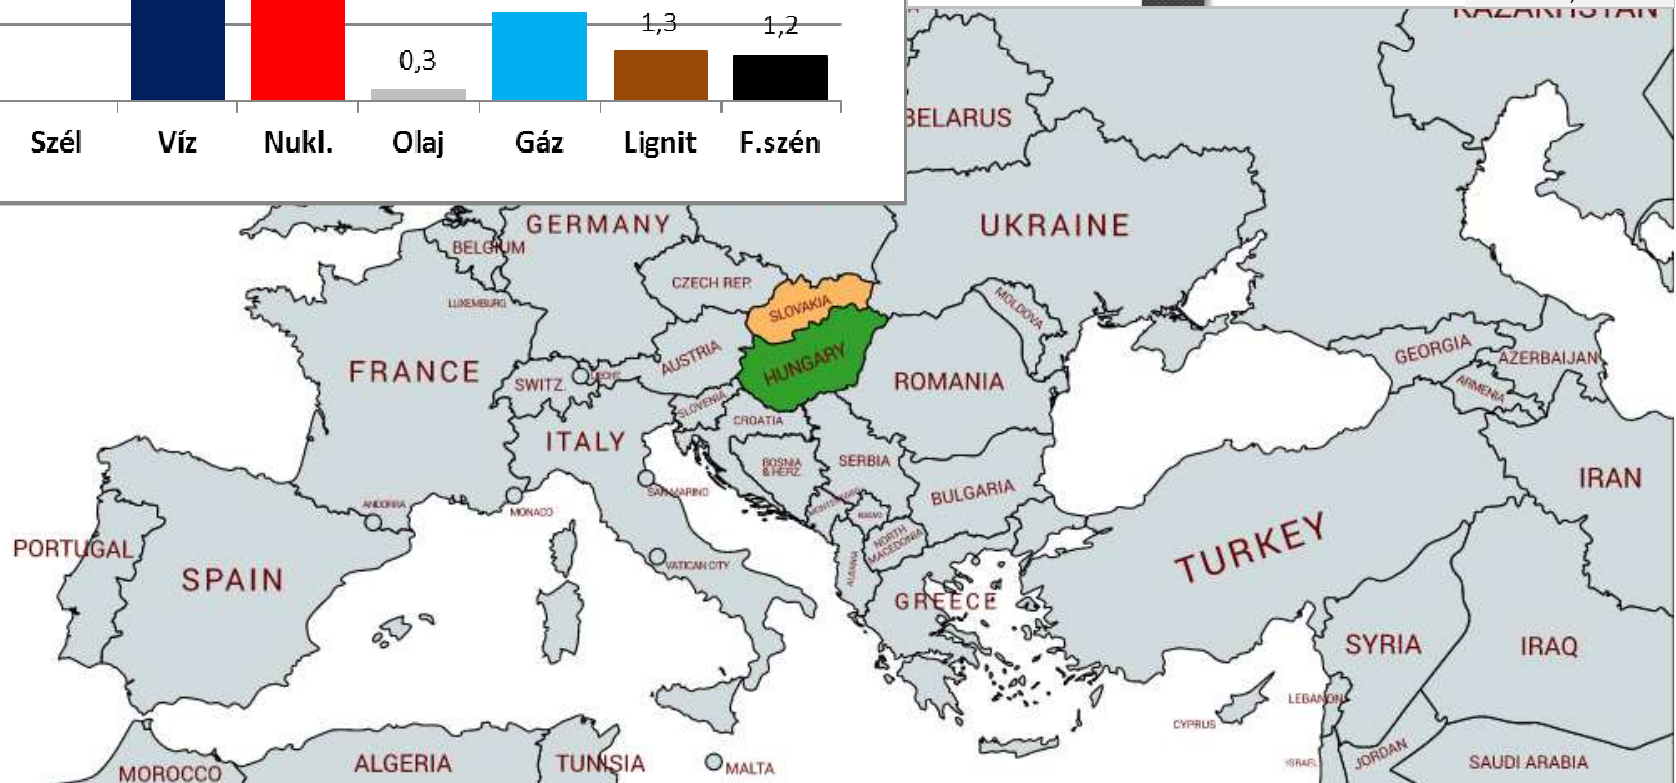 1,3
1,2
0,3
Szél
Víz
Nukl.
Olaj
Gáz
Lignit
F.szén
KAZAKHSTAN
BELARUS
UKRAINE
GERMANY
BELGIUM
CZECH REP.
LUXEMBURG
SLOVAKIA
MOLDOVA
FRANCE
AUSTRIA
HUNGARY
SWITZ.
ROMANIA
GEORGIA
AZERBAIJAN
ARMENIA
SLOVENIA
CROATIA
ITALY
BOSNIA
& HERZ.
SERBIA
BULGARIA
IRAN
SAN MARINO
MONTENEGRO
ANDORRA
MONACO
KOSOVO
NORTH
MACEDONIA
PORTUGAL
SPAIN
VATICAN CITY
ALBANIA
TURKEY
GREECE
SYRIA
IRAQ
LEBANON
CYPRUS
ISRAEL
JORDAN
SAUDI ARABIA
MOROCCO
ALGERIA
TUNISIA
MALTA